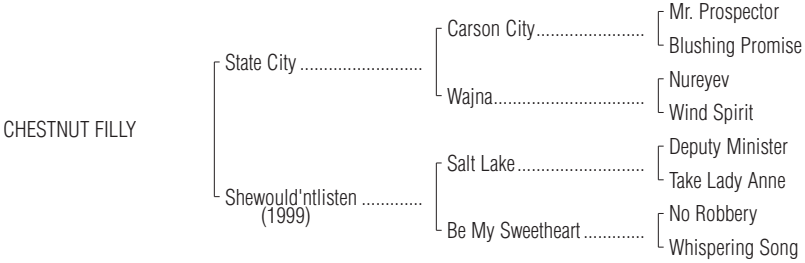 Mr. Prospector
Carson City.......................
Blushing Promise
State City ..........................
Nureyev
Wajna................................
Wind Spirit
CHESTNUT FILLY
Deputy Minister
Salt Lake...........................
Take Lady Anne
Shewould'ntlisten .............
(1999)
No Robbery
Be My Sweetheart.............
Whispering Song